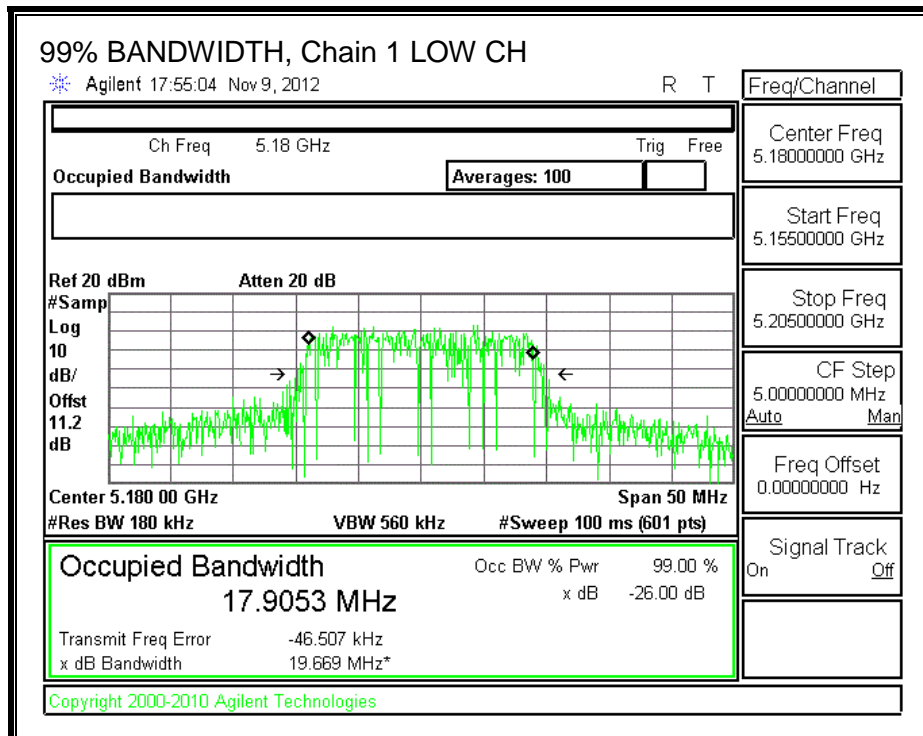 99% BANDWIDTH, Chain 1 LOW CH
Agilent 17:55:04 Nov 9, 2012 R T
Freq/Channel
Ch Freq 5.18 GHz Trig Free
Occupied Bandwidth Averages: 100
Center Freq
5.18000000 GHz
Start Freq
5.15500000 GHz
Stop Freq
5.20500000 GHz
CF Step
5.00000000 MHz
Auto Man
Freq Offset
0.00000000 Hz
Signal Track
On Off
Ref 20 dBm Atten 20 dB
#Samp
Log
10
dB/
Offst
11.2
dB
Center 5.180 00 GHz Span 50 MHz
#Res BW 180 kHz VBW 560 kHz #Sweep 100 ms (601 pts)
Occupied Bandwidth Occ BW % Pwr 99.00 %
17.9053 MHz x dB -26.00 dB
Transmit Freq Error -46.507 kHz
x dB Bandwidth 19.669 MHz*
Copyright 2000-2010 Agilent Technologies